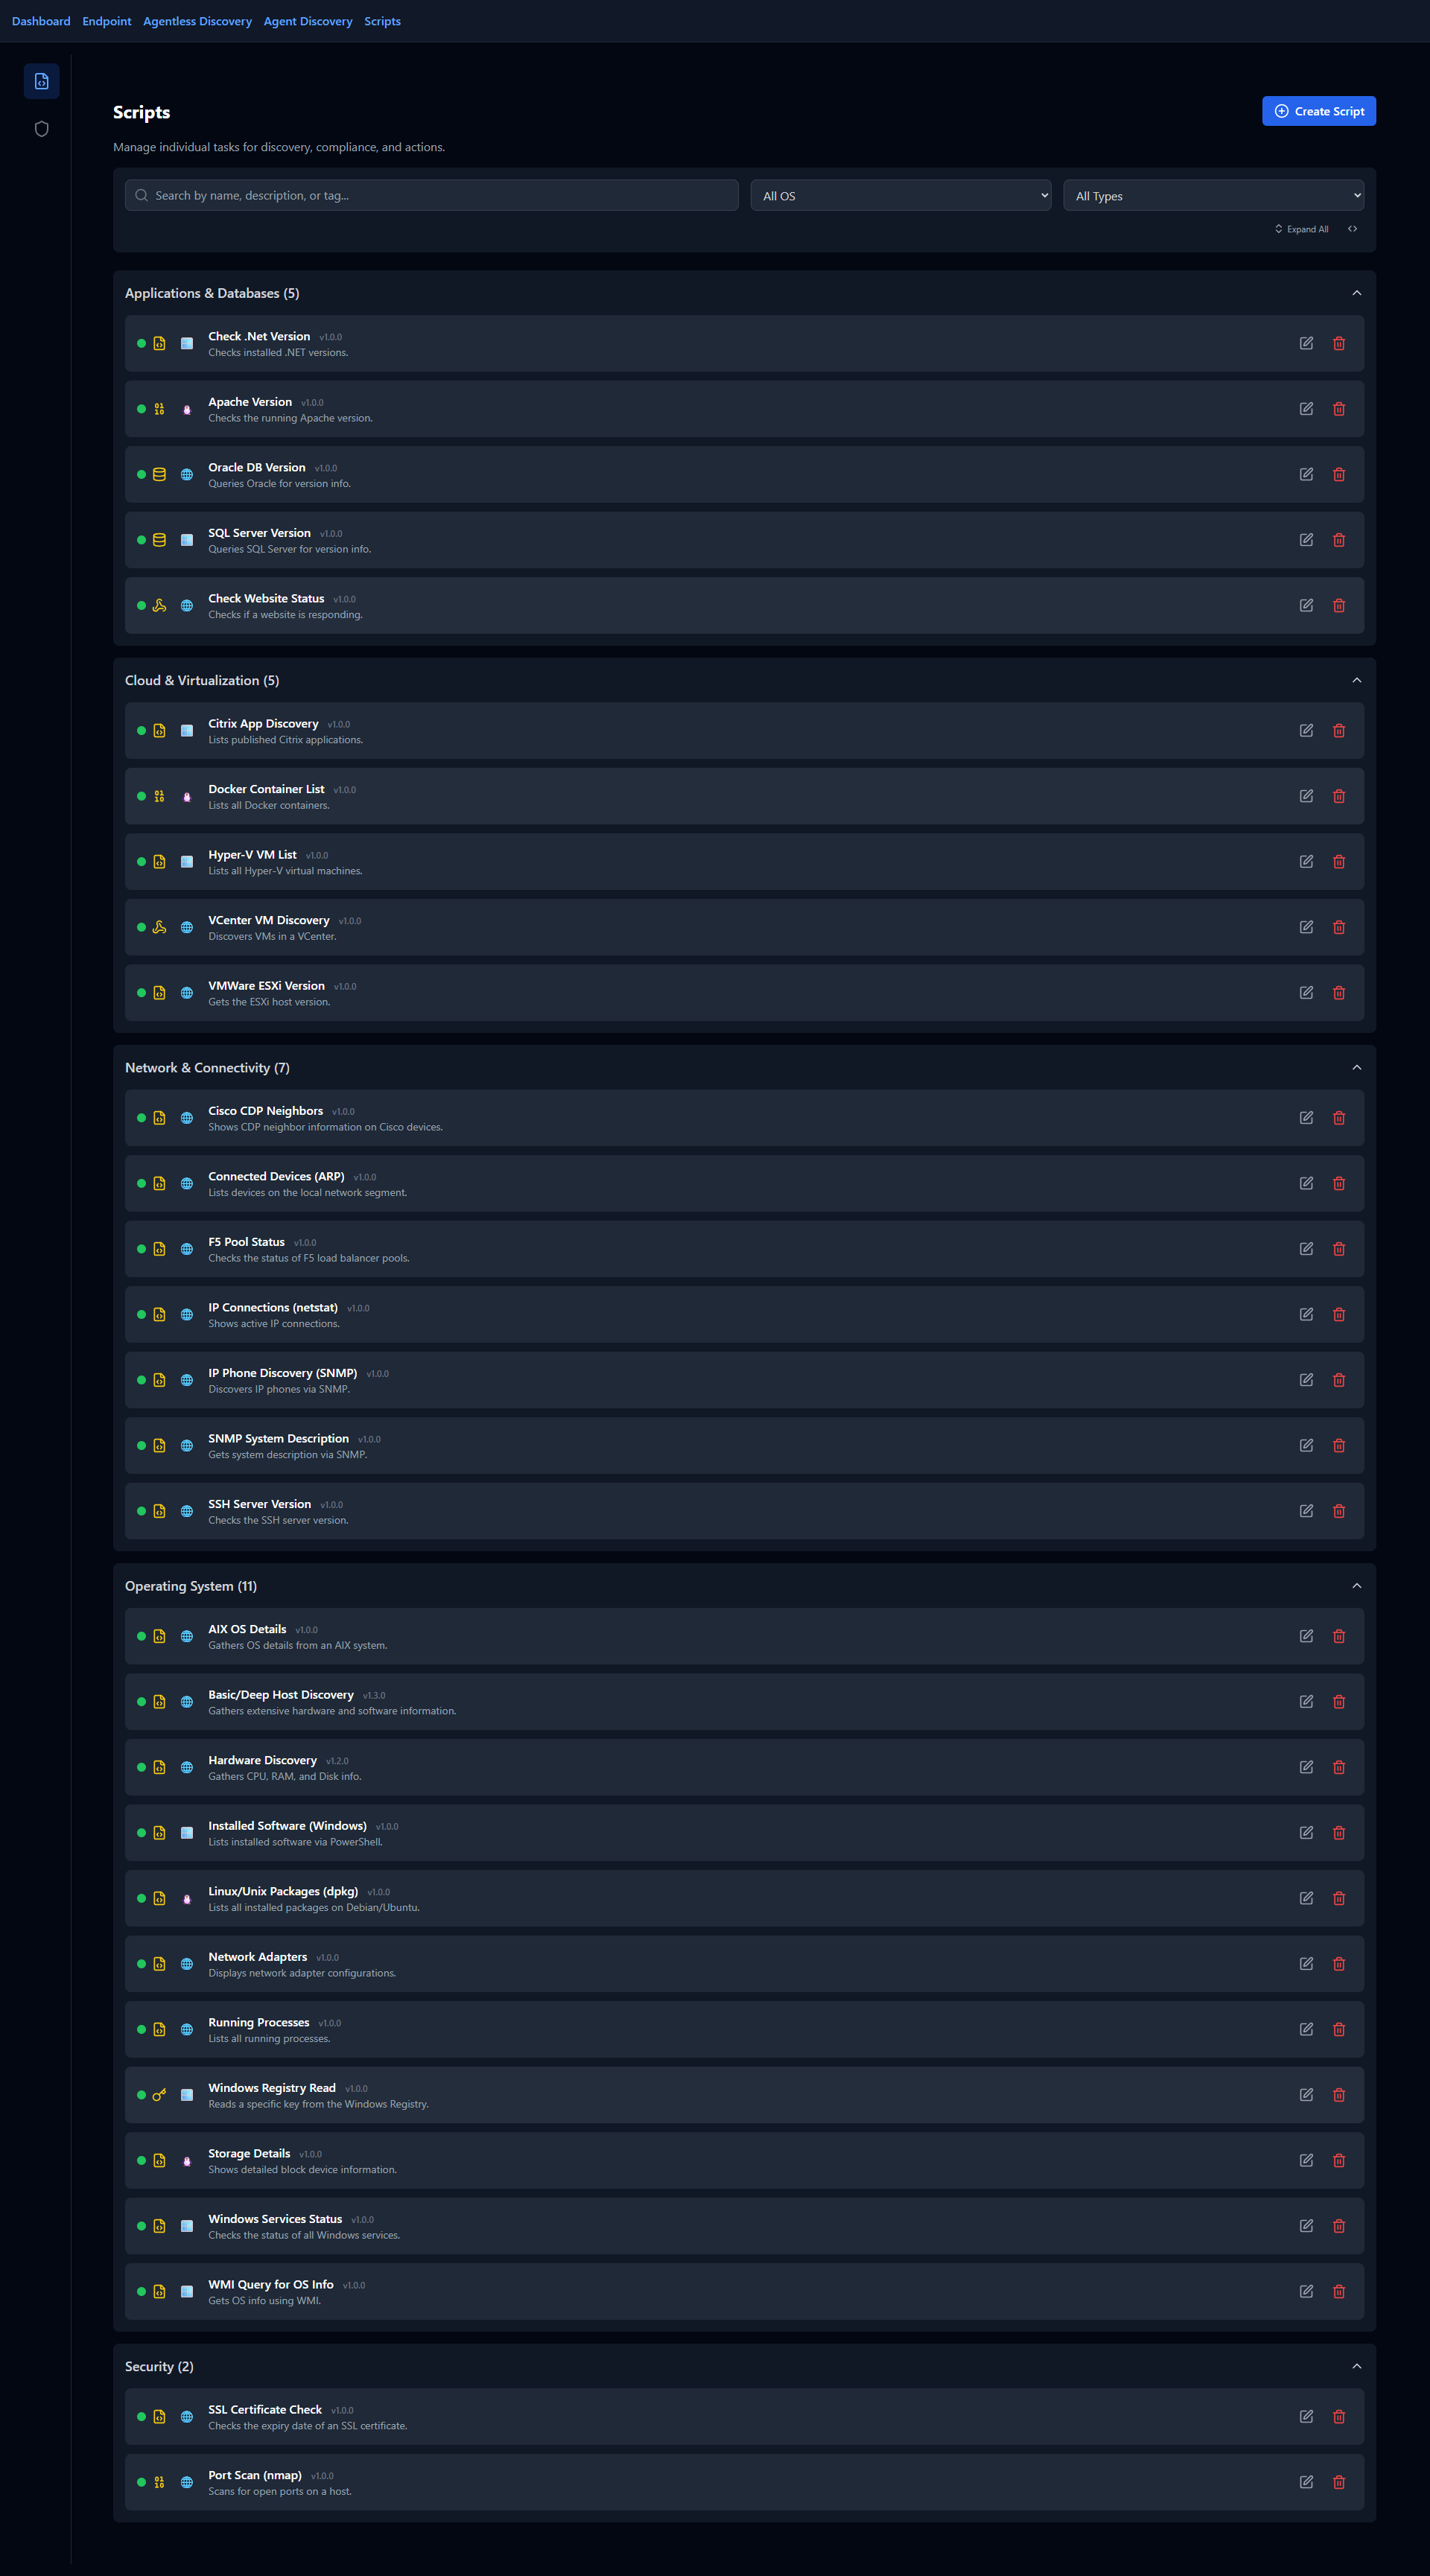 Dashboard Endpoint Agentless Discovery Agent Discovery Scripts
Scripts
Create Script
Manage individual tasks for discovery, compliance, and actions.
Search by name, description, or tag...
All OS
All Types
Expand All
Applications & Databases (5)
Check .Net Version v1.0.0
Checks installed .NET versions.
Apache Version v1.0.0
Checks the running Apache version.
Oracle DB Version v1.0.0
Queries Oracle for version info.
SQL Server Version v1.0.0
Queries SQL Server for version info.
Check Website Status v1.0.0
Checks if a website is responding.
Cloud & Virtualization (5)
Citrix App Discovery v1.0.0
Lists published Citrix applications.
Docker Container List v1.0.0
Lists all Docker containers.
Hyper-V VM List v1.0.0
Lists all Hyper-V virtual machines.
VCenter VM Discovery v1.0.0
Discovers VMs in a VCenter.
VMWare ESXi Version v1.0.0
Gets the ESXi host version.
Network & Connectivity (7)
Cisco CDP Neighbors v1.0.0
Shows CDP neighbor information on Cisco devices.
Connected Devices (ARP) v1.0.0
Lists devices on the local network segment.
F5 Pool Status v1.0.0
Checks the status of F5 load balancer pools.
IP Connections (netstat) v1.0.0
Shows active IP connections.
IP Phone Discovery (SNMP) v1.0.0
Discovers IP phones via SNMP.
SNMP System Description v1.0.0
Gets system description via SNMP.
SSH Server Version v1.0.0
Checks the SSH server version.
Operating System (11)
AIX OS Details v1.0.0
Gathers OS details from an AIX system.
Basic/Deep Host Discovery v1.3.0
Gathers extensive hardware and software information.
Hardware Discovery v1.2.0
Gathers CPU, RAM, and Disk info.
Installed Software (Windows) v1.0.0
Lists installed software via PowerShell.
Linux/Unix Packages (dpkg) v1.0.0
Lists all installed packages on Debian/Ubuntu.
Network Adapters v1.0.0
Displays network adapter configurations.
Running Processes v1.0.0
Lists all running processes.
Windows Registry Read v1.0.0
Reads a specific key from the Windows Registry.
Storage Details v1.0.0
Shows detailed block device information.
Windows Services Status v1.0.0
Checks the status of all Windows services.
WMI Query for OS Info v1.0.0
Gets OS info using WMI.
Security (2)
SSL Certificate Check v1.0.0
Checks the expiry date of an SSL certificate.
Port Scan (nmap) v1.0.0
Scans for open ports on a host.